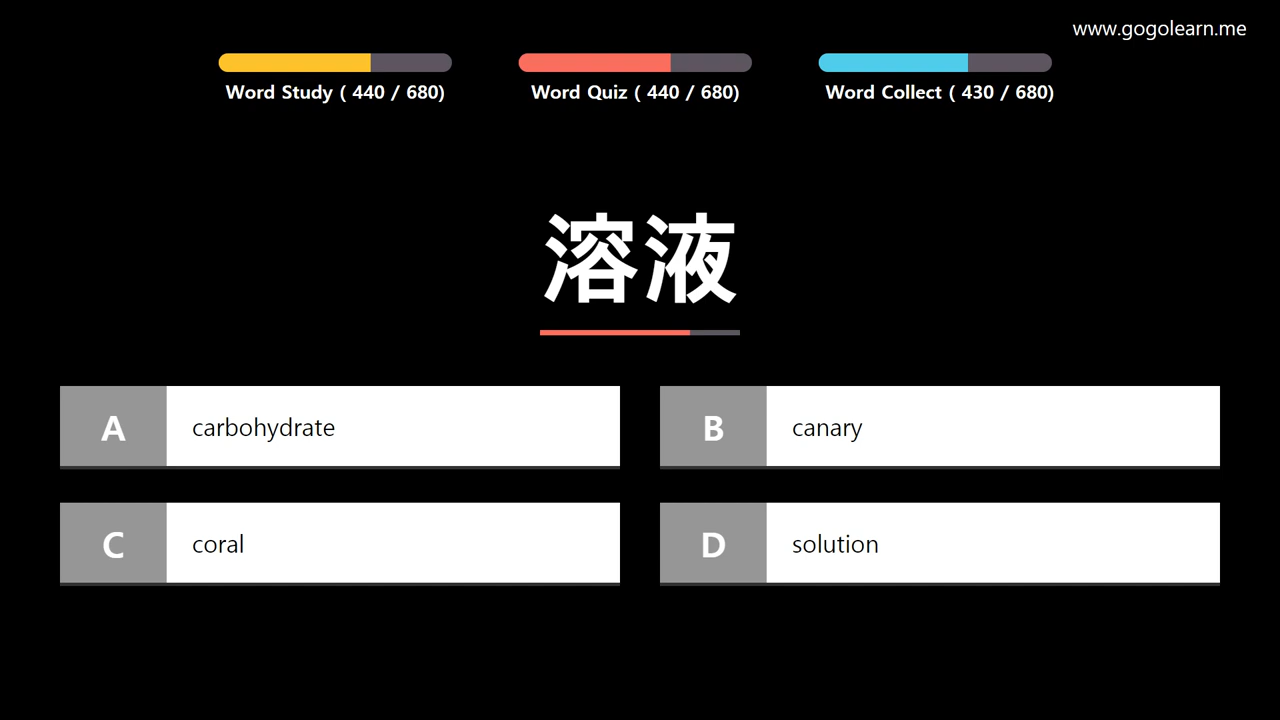 www.gogolearn.me
Word Study ( 440 / 680)
Word Quiz ( 440 / 680)
Word Collect ( 430 / 680)
溶液
A carbohydrate
B canary
C coral
D solution